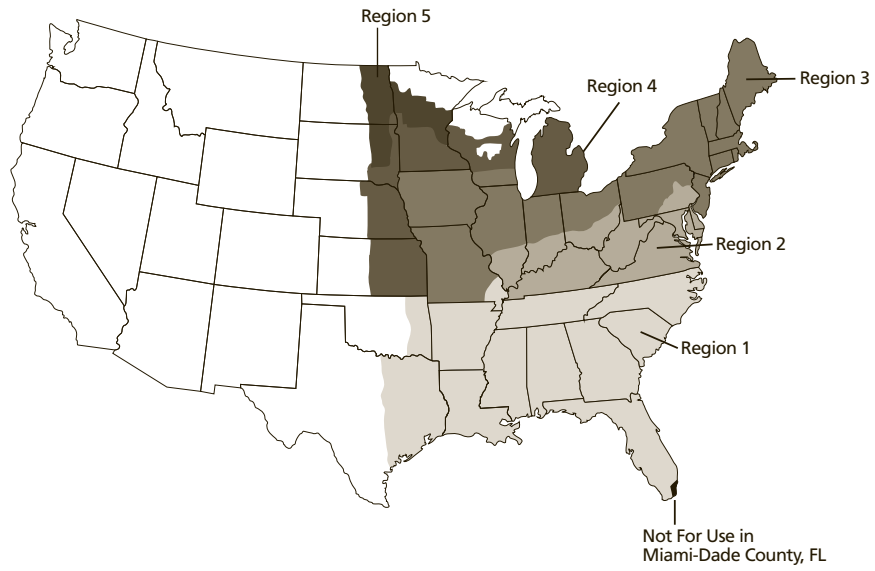 Region 5
Region 3
Region 4
Region 2
Region 1
Not For Use in
Miami-Dade County, FL